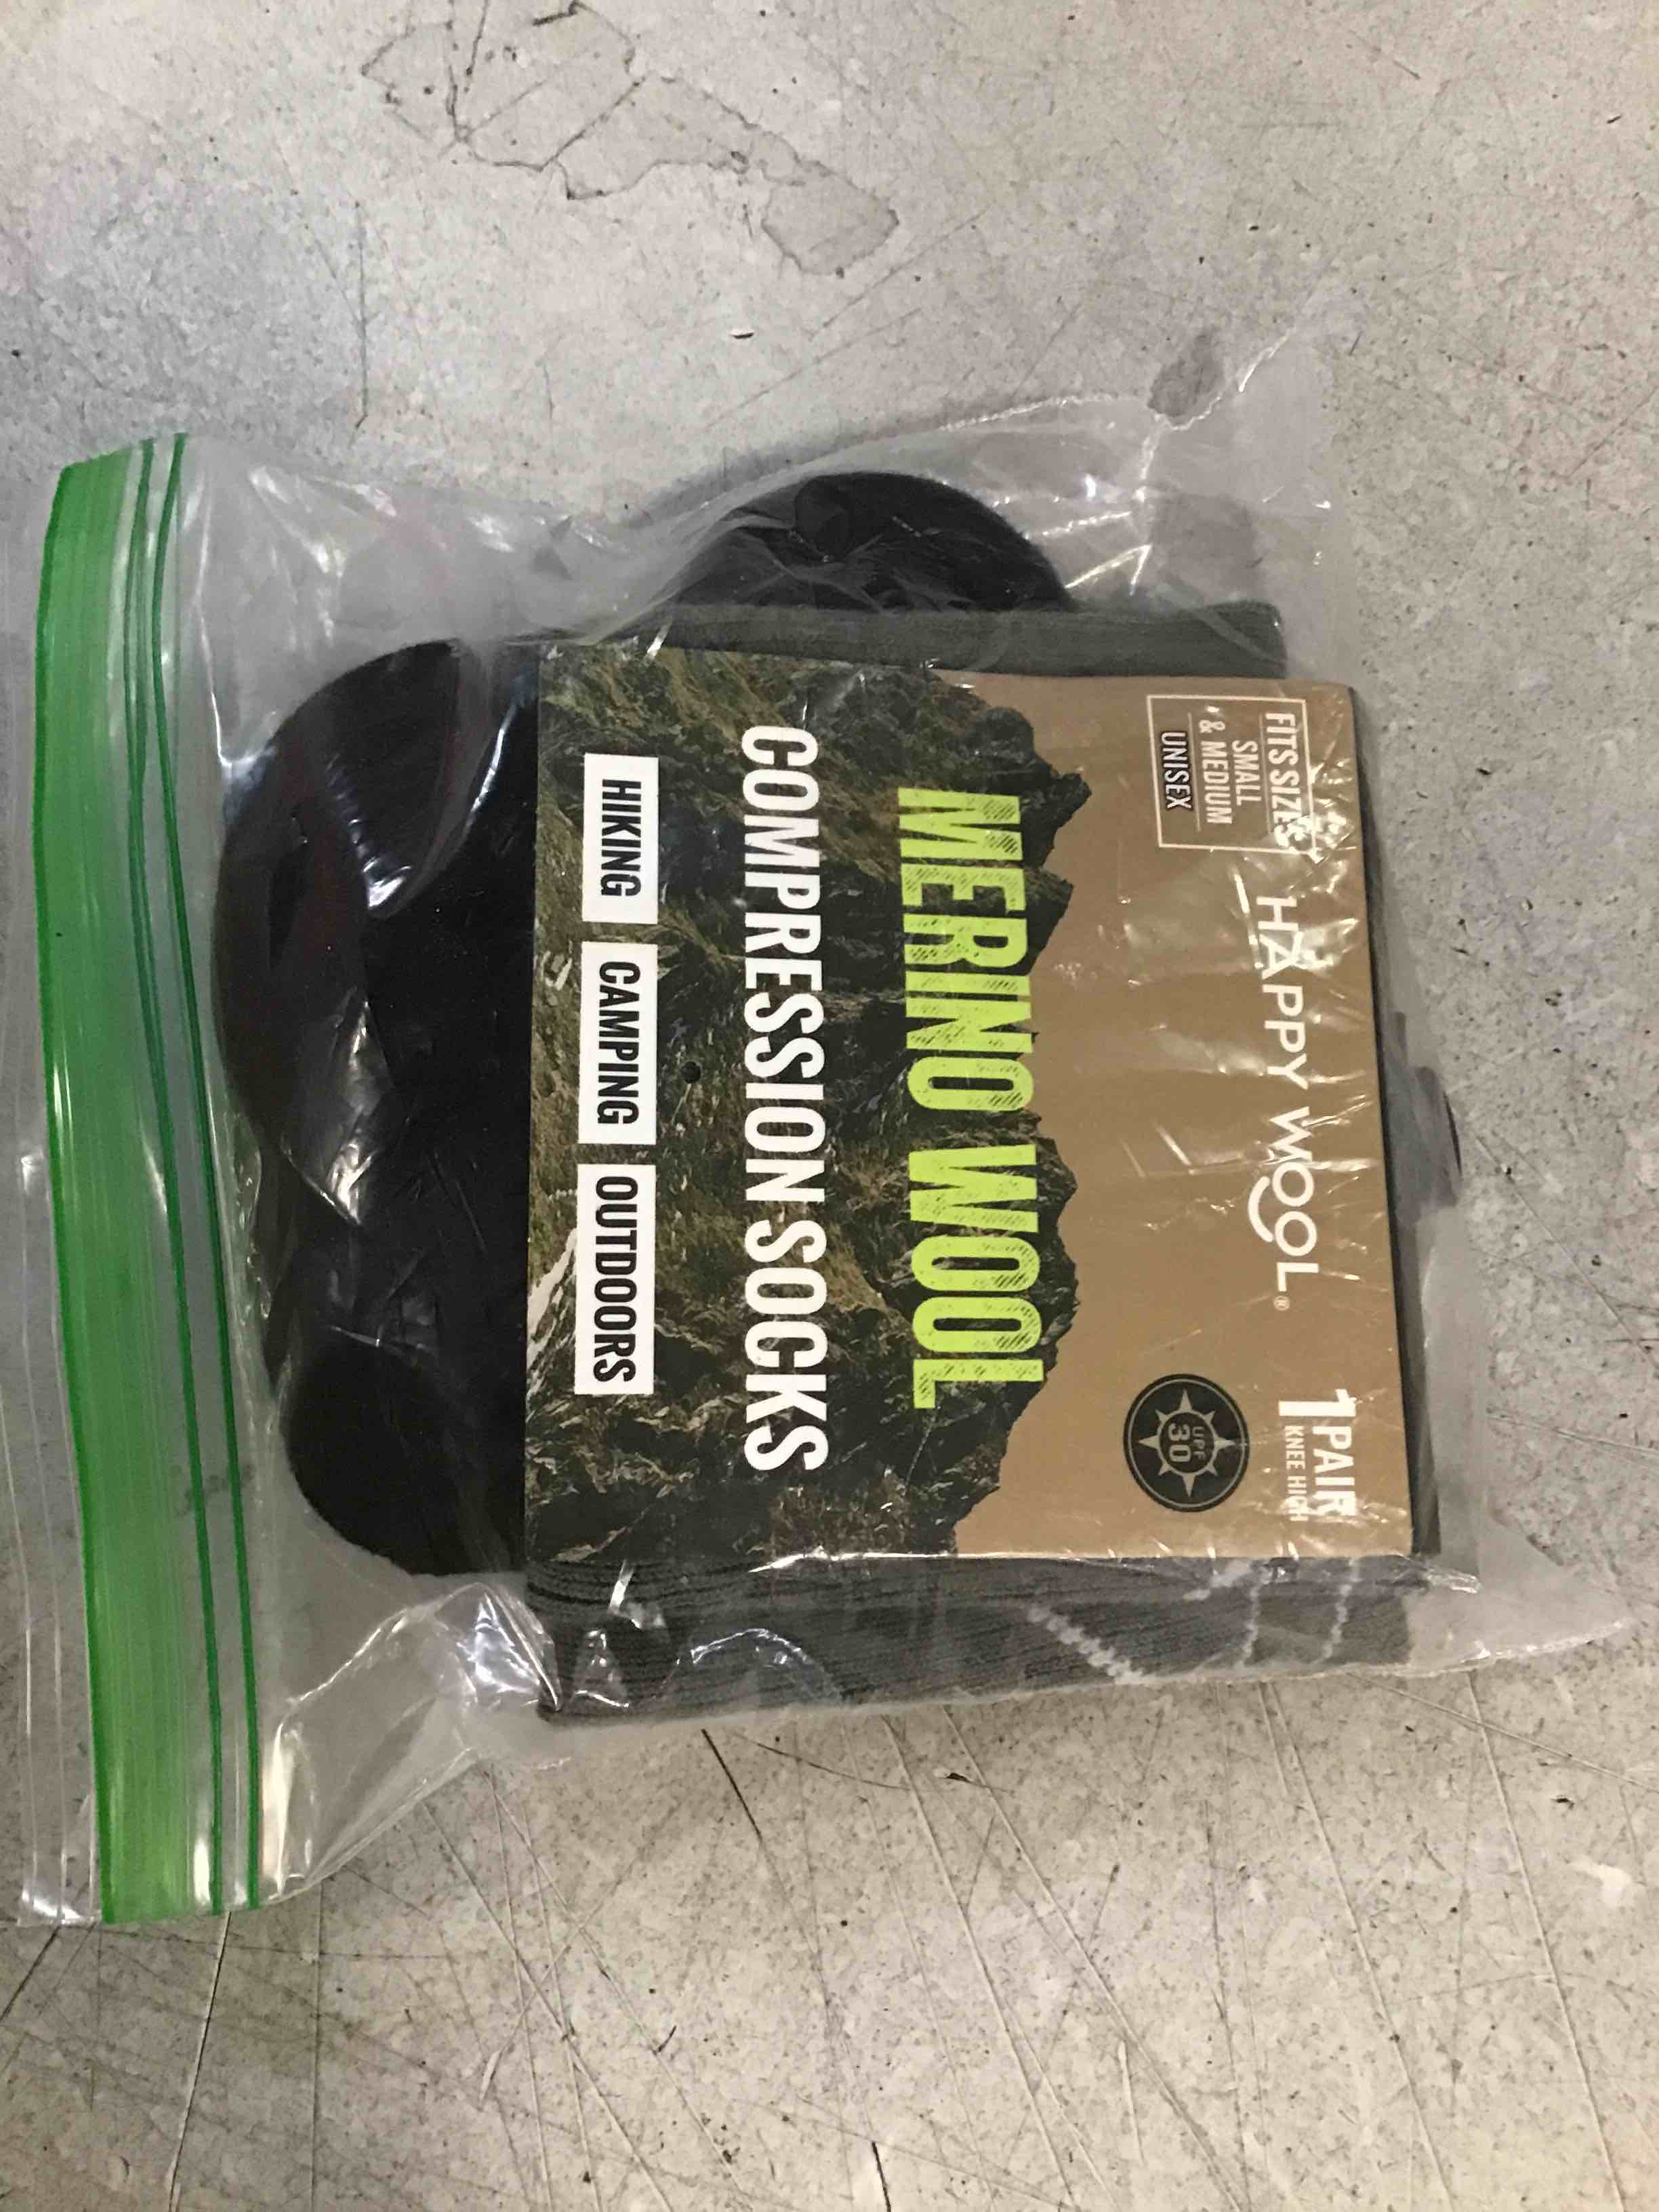 FITS SIZES
SMALL
& MEDIUM
UNISEX
HAPPY WOOL®
1 PAIR
KNEE HIGH
UPF
30
MERINO WOOL
COMPRESSION SOCKS
HIKING
CAMPING
OUTDOORS